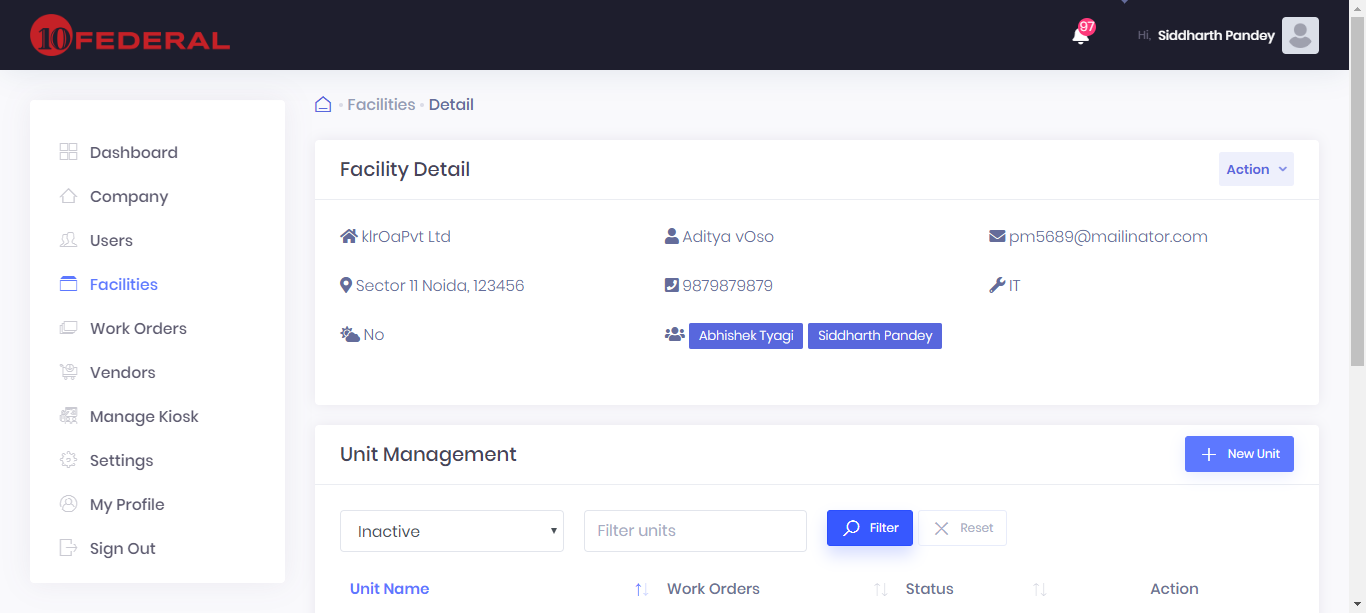 10 FEDERAL
97
Hi, Siddharth Pandey
Facilities Detail
Dashboard
Company
Users
Facilities
Work Orders
Vendors
Manage Kiosk
Settings
My Profile
Sign Out
Facility Detail
Action
klrOaPvt Ltd
Aditya vOso
pm5689@mailinator.com
Sector 11 Noida, 123456
9879879879
IT
No
Abhishek Tyagi Siddharth Pandey
Unit Management
New Unit
Inactive
Filter units
Filter
Reset
Unit Name Work Orders Status Action